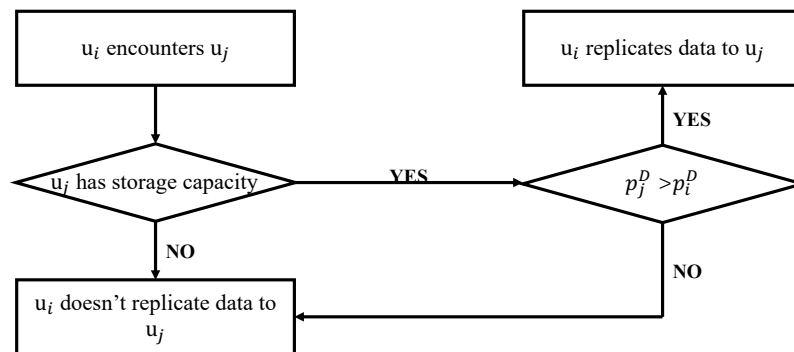 u_i encounters u_j
u_i replicates data to u_j
YES
u_j has storage capacity
YES
p_j^D >p_i^D
NO
NO
u_i doesn't replicate data to
u_j